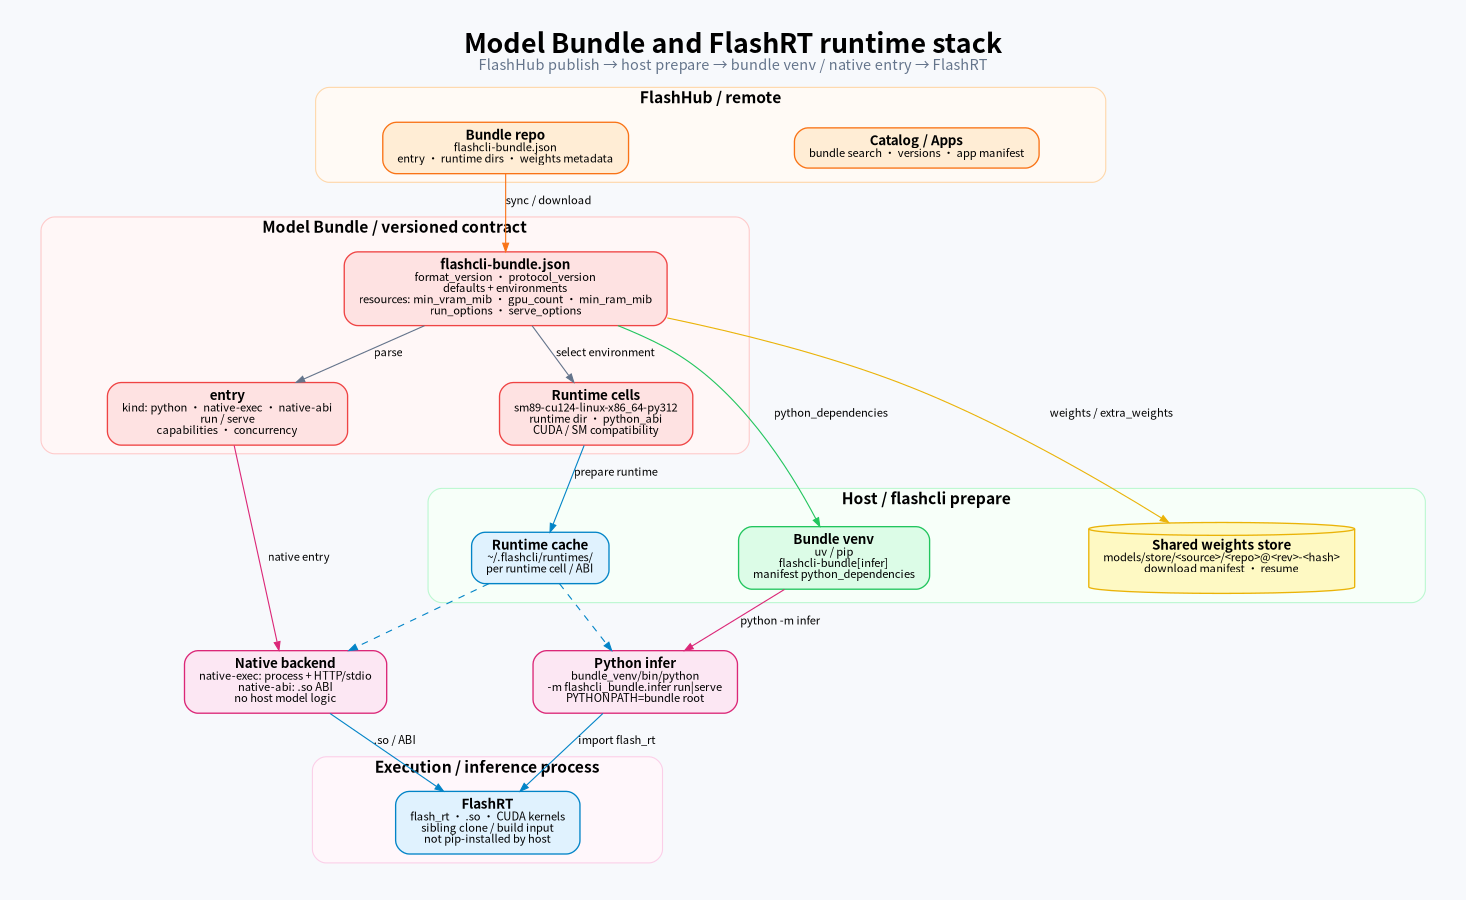 Model Bundle and FlashRT runtime stack
FlashHub publish → host prepare → bundle venv / native entry → FlashRT
FlashHub / remote
Bundle repo
flashcli-bundle.json
entry • runtime dirs • weights metadata
Catalog / Apps
bundle search • versions • app manifest
sync / download
Model Bundle / versioned contract
flashcli-bundle.json
format_version • protocol_version
defaults + environments
resources: min_vram_mib • gpu_count • min_ram_mib
run_options • serve_options
parse
select environment
entry
kind: python • native-exec • native-abi
run / serve
capabilities • concurrency
Runtime cells
sm89-cu124-linux-x86_64-py312
runtime dir • python_abi
CUDA / SM compatibility
python_dependencies
weights / extra_weights
prepare runtime
Host / flashcli prepare
Runtime cache
~/.flashcli/runtimes/
per runtime cell / ABI
Bundle venv
uv / pip
flashcli-bundle[infer]
manifest python_dependencies
Shared weights store
models/store/<source>/<repo>@<rev>-<hash>
download manifest • resume
native entry
python -m infer
Native backend
native-exec: process + HTTP/stdio
native-abi: .so ABI
no host model logic
Python infer
bundle_venv/bin/python
-m flashcli_bundle.infer run|serve
PYTHONPATH=bundle root
.so / ABI
import flash_rt
Execution / inference process
FlashRT
flash_rt • .so • CUDA kernels
sibling clone / build input
not pip-installed by host